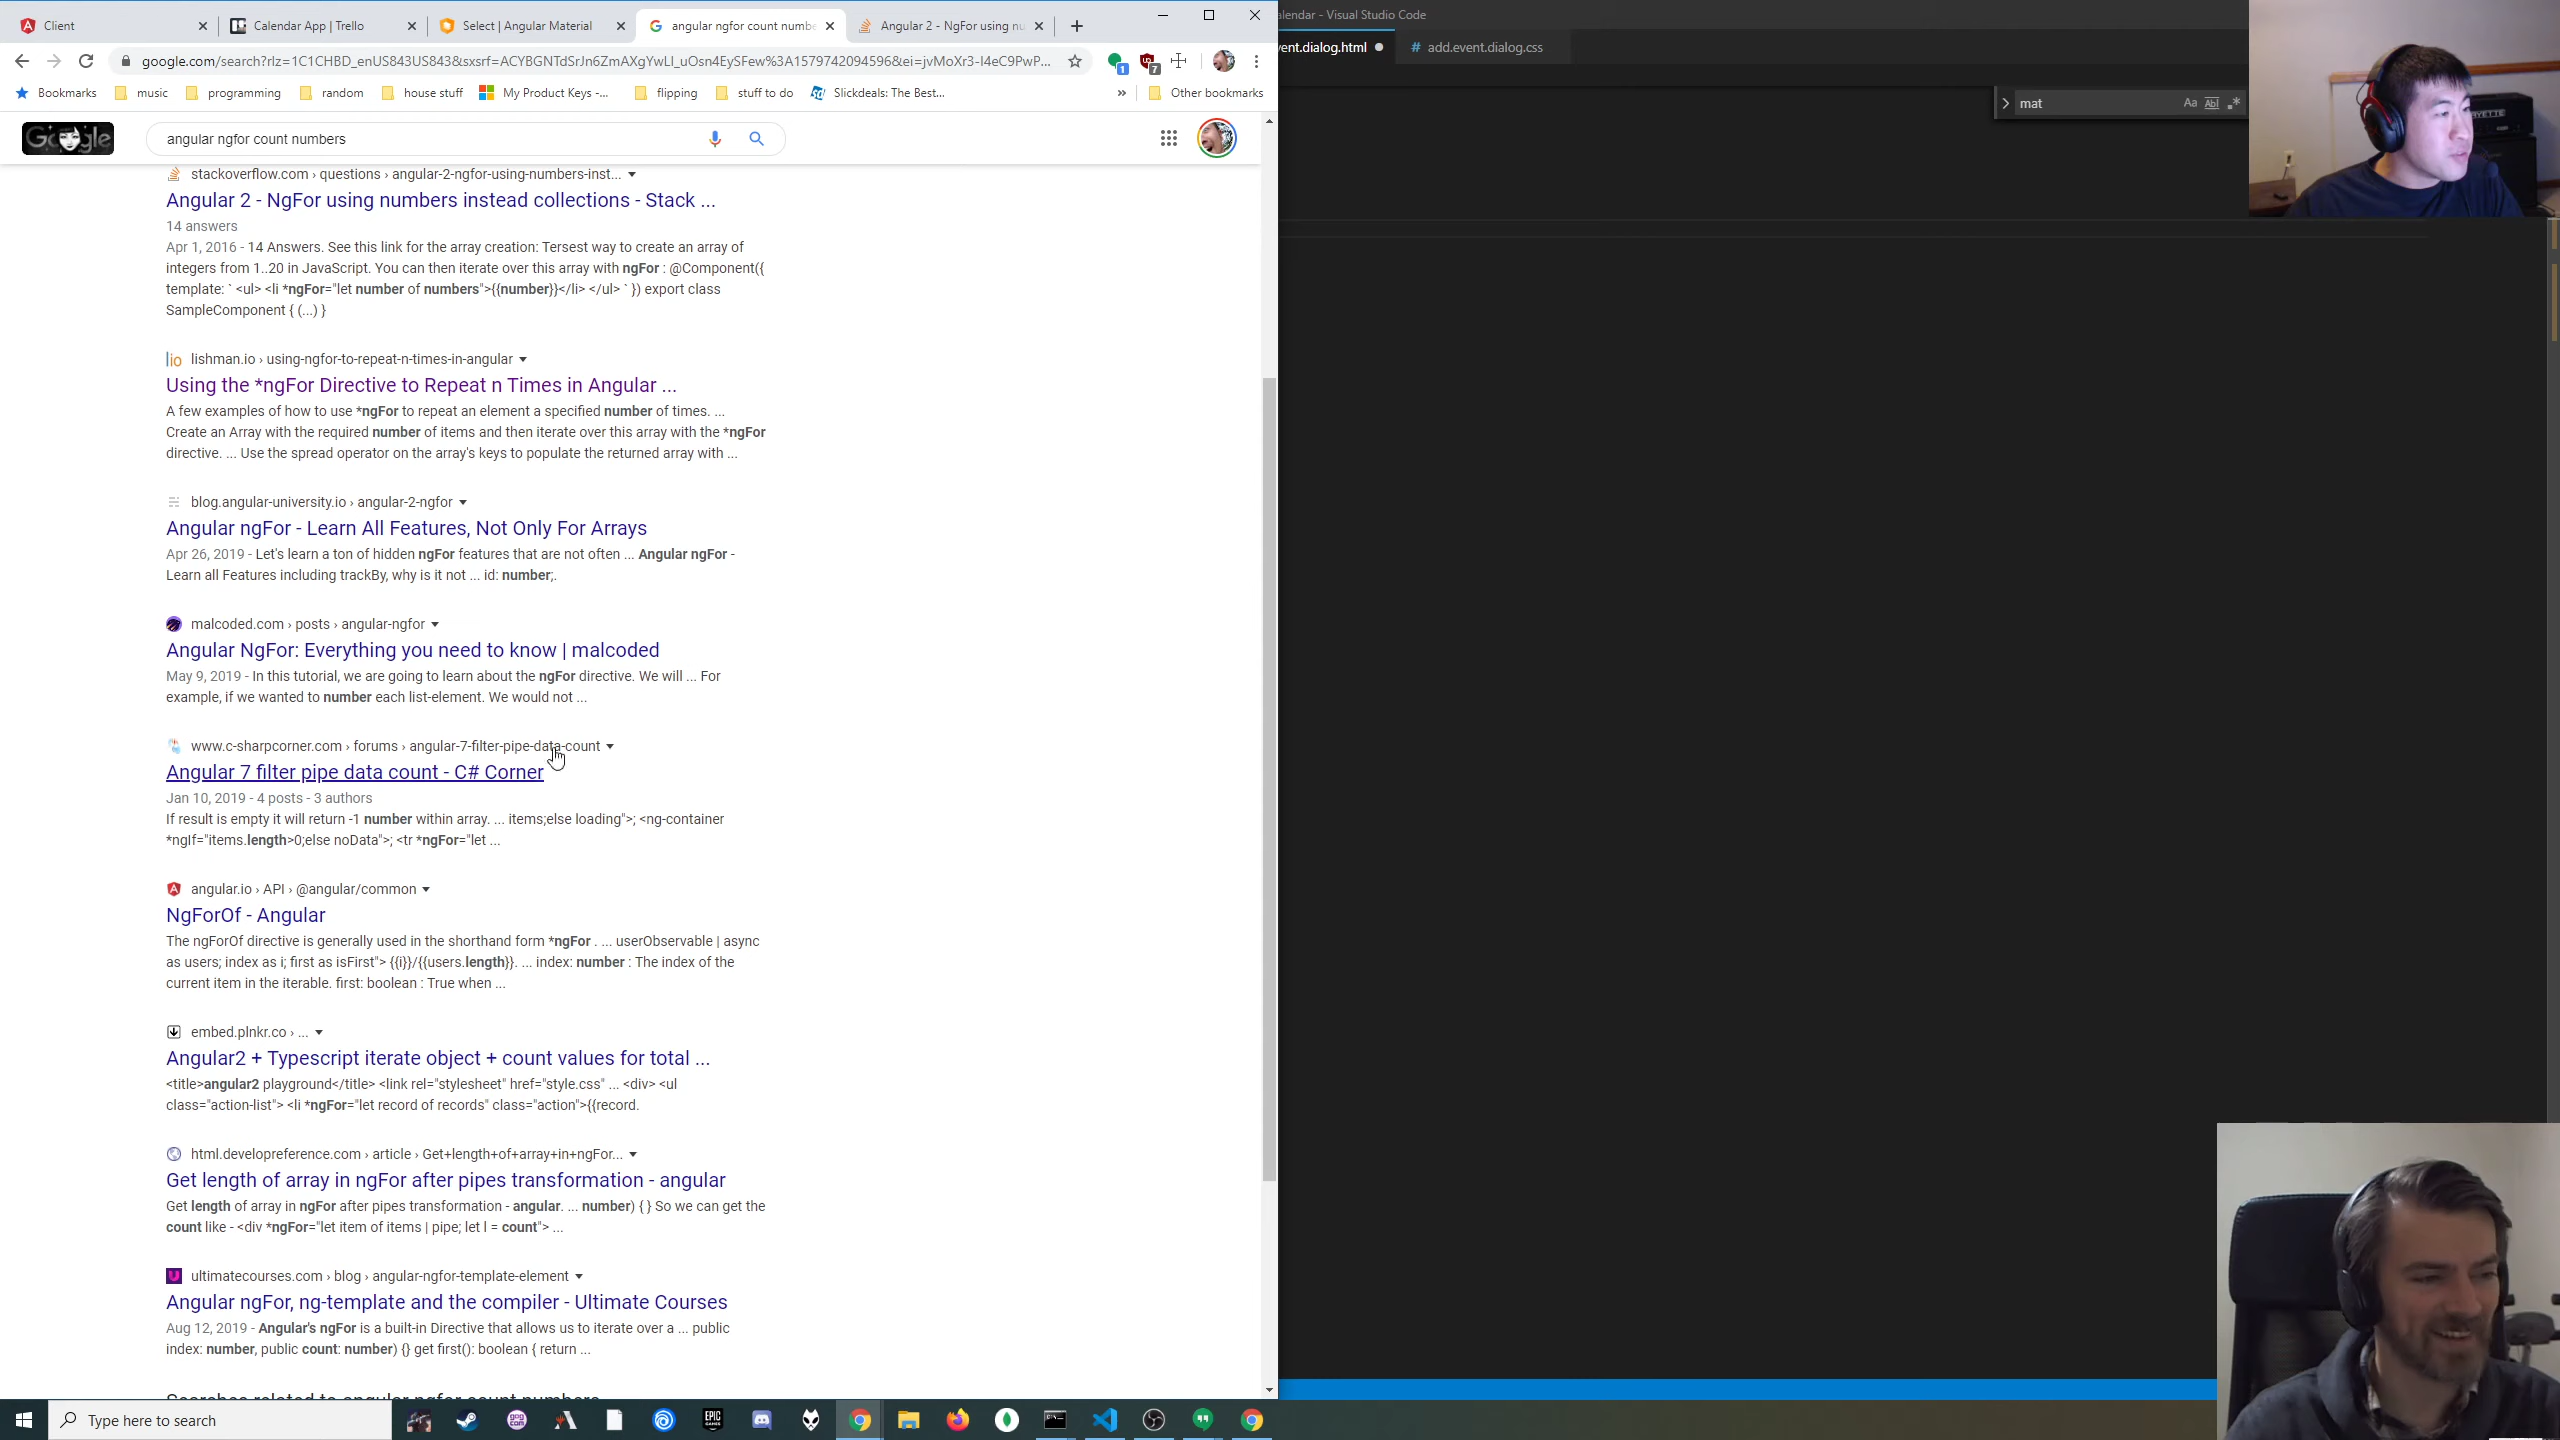 Client
Calendar App | Trello
Select | Angular Material
angular ngfor count numbe
Angular 2 - NgFor using nu
alendar - Visual Studio Code
vent.dialog.html
# add.event.dialog.css
google.com/search?rlz=1C1CHBD_enUS843US843&sxsrf=ACYBGNTdSrJn6ZmAXgYwLI_uOsn4EySFew%3A1579742094596&ei=jvMoXr3-I4eC9PwP...
1
7
Bookmarks
music
programming
random
house stuff
My Product Keys -...
flipping
stuff to do
Slickdeals: The Best...
»
Other bookmarks
mat
Aa
Abl
Google
angular ngfor count numbers
stackoverflow.com › questions › angular-2-ngfor-using-numbers-inst...
Angular 2 - NgFor using numbers instead collections - Stack ...
14 answers
Apr 1, 2016 - 14 Answers. See this link for the array creation: Tersest way to create an array of
integers from 1..20 in JavaScript. You can then iterate over this array with ngFor : @Component({
template: ` <ul> <li *ngFor="let number of numbers">{{number}}</li> </ul> ` }) export class
SampleComponent { (...) }
lishman.io › using-ngfor-to-repeat-n-times-in-angular
Using the *ngFor Directive to Repeat n Times in Angular ...
A few examples of how to use *ngFor to repeat an element a specified number of times. ...
Create an Array with the required number of items and then iterate over this array with the *ngFor
directive. ... Use the spread operator on the array's keys to populate the returned array with ...
blog.angular-university.io › angular-2-ngfor
Angular ngFor - Learn All Features, Not Only For Arrays
Apr 26, 2019 - Let's learn a ton of hidden ngFor features that are not often ... Angular ngFor -
Learn all Features including trackBy, why is it not ... id: number;.
malcoded.com › posts › angular-ngfor
Angular NgFor: Everything you need to know | malcoded
May 9, 2019 - In this tutorial, we are going to learn about the ngFor directive. We will ... For
example, if we wanted to number each list-element. We would not ...
www.c-sharpcorner.com › forums › angular-7-filter-pipe-data-count
Angular 7 filter pipe data count - C# Corner
Jan 10, 2019 - 4 posts - 3 authors
If result is empty it will return -1 number within array. ... items;else loading">; <ng-container
*ngIf="items.length>0;else noData">; <tr *ngFor="let ...
angular.io › API › @angular/common
NgForOf - Angular
The ngForOf directive is generally used in the shorthand form *ngFor . ... userObservable | async
as users; index as i; first as isFirst"> {{i}}/{{users.length}}. ... index: number : The index of the
current item in the iterable. first: boolean : True when ...
embed.plnkr.co › ...
Angular2 + Typescript iterate object + count values for total ...
<title>angular2 playground</title> <link rel="stylesheet" href="style.css" ... <div> <ul
class="action-list"> <li *ngFor="let record of records" class="action">{{record.
html.developreference.com › article › Get+length+of+array+in+ngFor...
Get length of array in ngFor after pipes transformation - angular
Get length of array in ngFor after pipes transformation - angular. ... number) { } So we can get the
count like - <div *ngFor="let item of items | pipe; let l = count"> ...
ultimatecourses.com › blog › angular-ngfor-template-element
Angular ngFor, ng-template and the compiler - Ultimate Courses
Aug 12, 2019 - Angular's ngFor is a built-in Directive that allows us to iterate over a ... public
index: number, public count: number) {} get first(): boolean { return ...
Searches related to angular ngfor count numbers
Type here to search
gog.com
EPIC GAMES